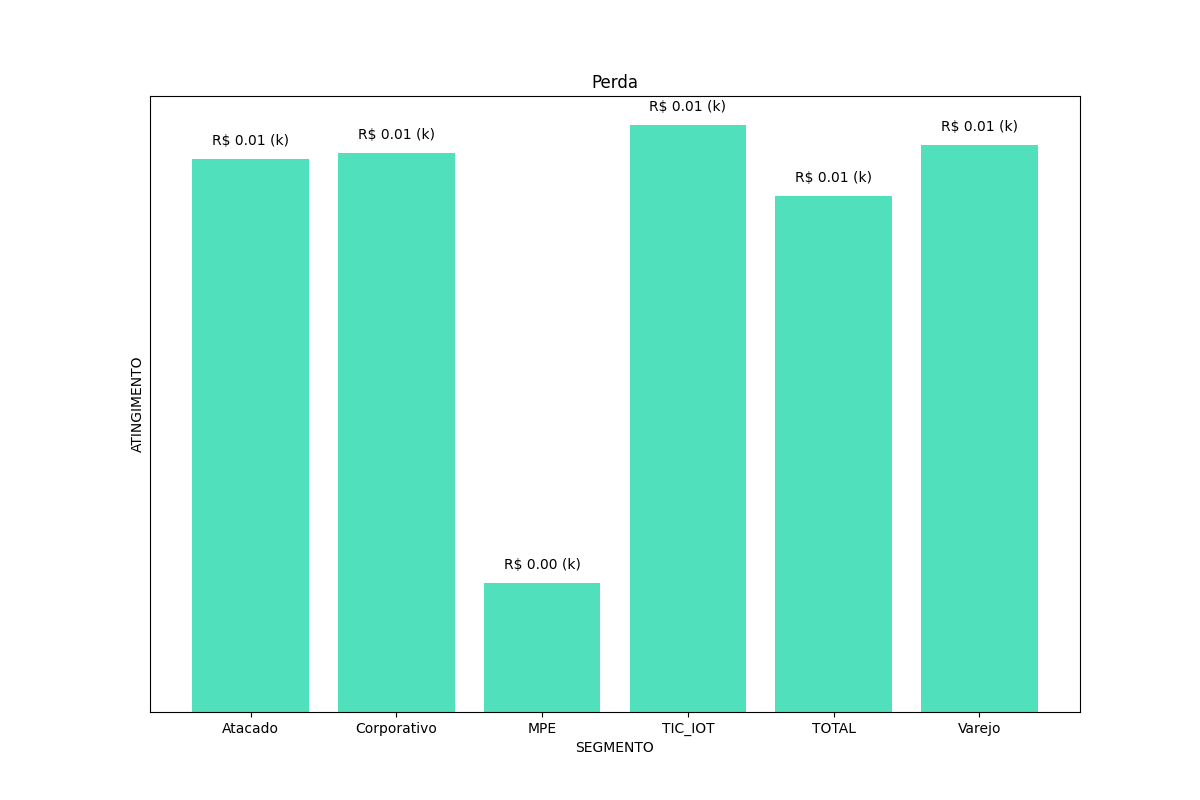 Perda
R$ 0.01 (k)
R$ 0.01 (k)
R$ 0.00 (k)
R$ 0.01 (k)
R$ 0.01 (k)
R$ 0.01 (k)
ATINGIMENTO
Atacado
Corporativo
MPE
TIC_IOT
TOTAL
Varejo
SEGMENTO